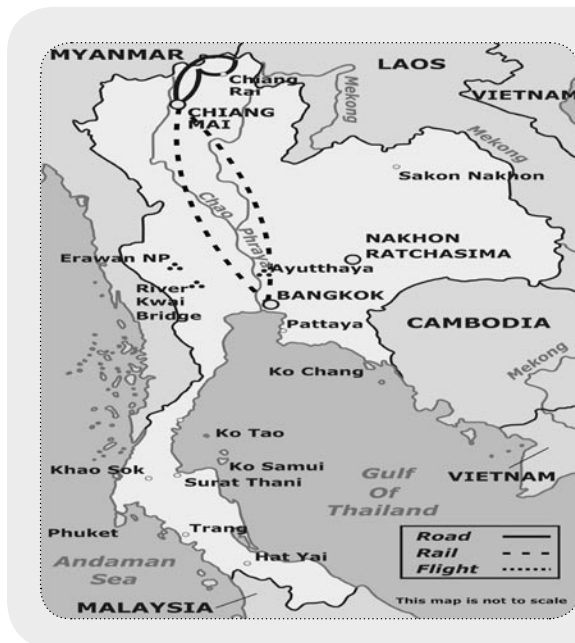 MYANMAR
LAOS
VIETNAM
Chiang
Rai
Mekong
CHIANG
MAI
Mekong
Sakon Nakhon
Chao
Phraya
NAKHON
RATCHASIMA
Erawan NP
Ayutthaya
River
Kwai
Bridge
BANGKOK
Pattaya
CAMBODIA
Mekong
Ko Chang
Ko Tao
Ko Samui
Khao Sok
Surat Thani
Gulf
Of
Thailand
VIETNAM
Phuket
Trang
Road
Rail
Flight
Hat Yai
Andaman
Sea
MALAYSIA
This map is not to scale